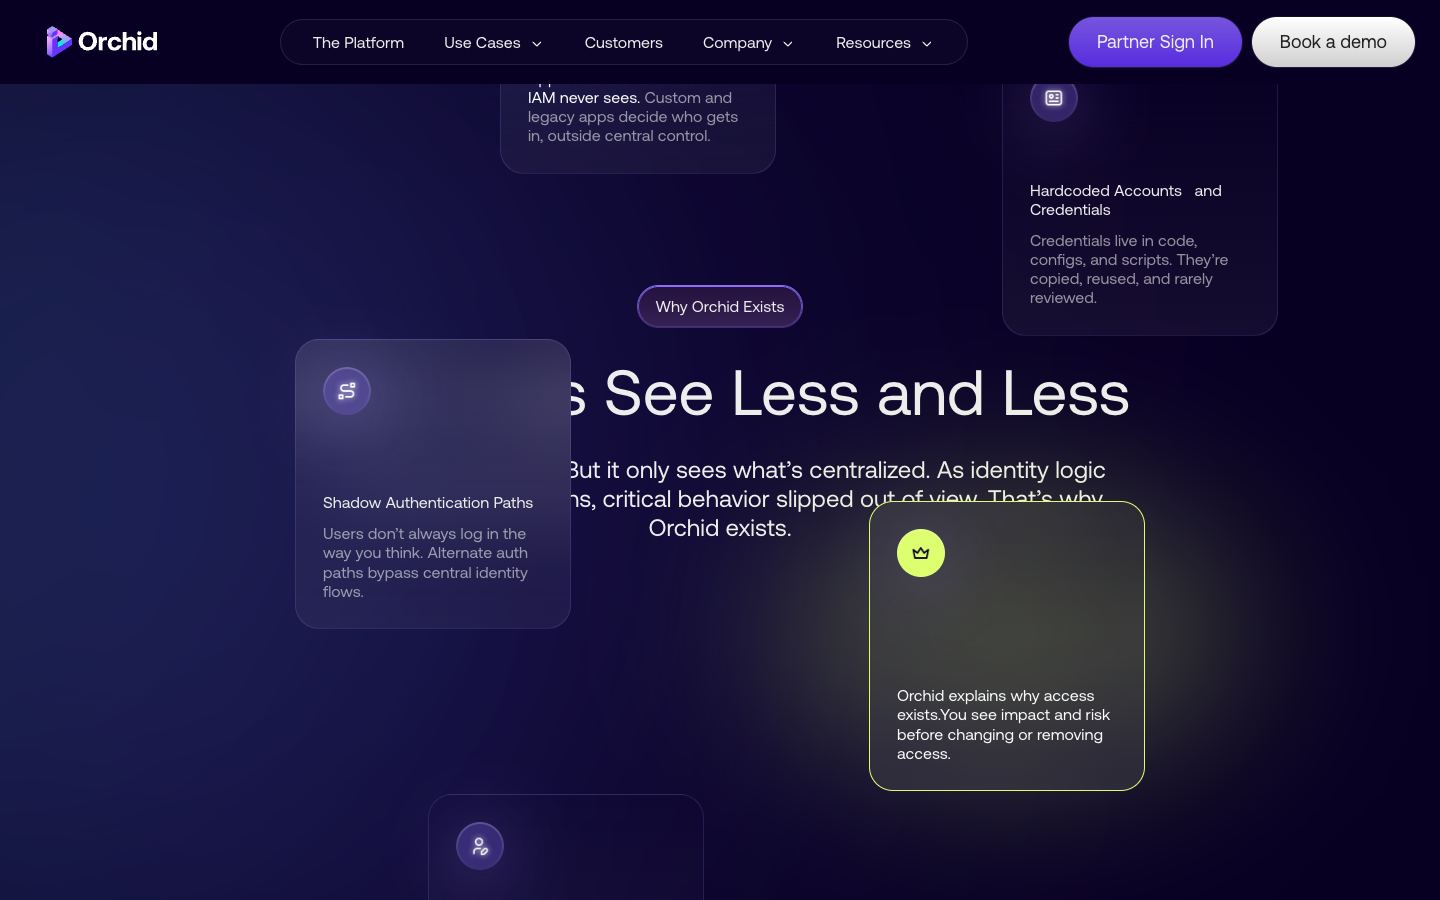 Orchid
The Platform
Use Cases
Customers
Company
Resources
Partner Sign In
Book a demo
IAM never sees. Custom and
legacy apps decide who gets
in, outside central control.
Hardcoded Accounts and
Credentials
Credentials live in code,
configs, and scripts. They’re
copied, reused, and rarely
reviewed.
Why Orchid Exists
See Less and Less
But it only sees what’s centralized. As identity logic
critical behavior slipped out of view. That’s why
Orchid exists.
Shadow Authentication Paths
Users don’t always log in the
way you think. Alternate auth
paths bypass central identity
flows.
Orchid explains why access
exists.You see impact and risk
before changing or removing
access.